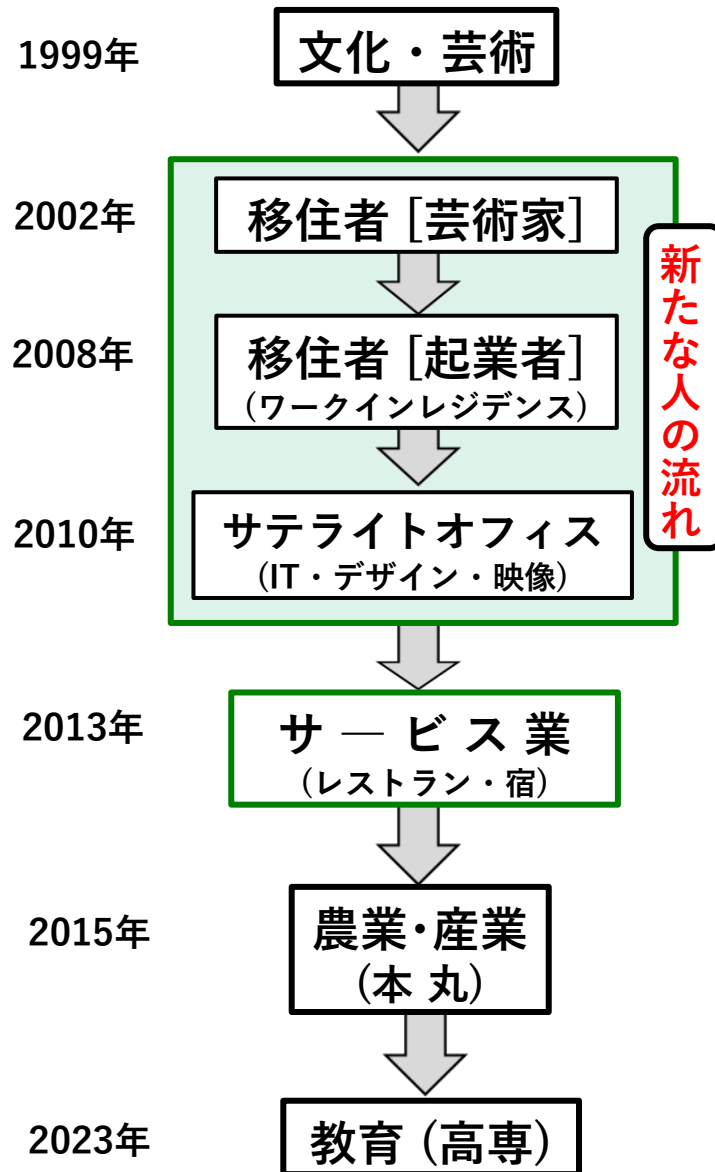 1999年
文化・芸術
2002年
移住者［芸術家］
2008年
移住者［起業者］
(ワークインレジデンス)
2010年
サテライトオフィス
(IT・デザイン・映像)
新たな人の流れ
2013年
サ ― ビ ス 業
(レストラン・宿)
2015年
農業・産業
(本 丸)
2023年
教育 (高専)